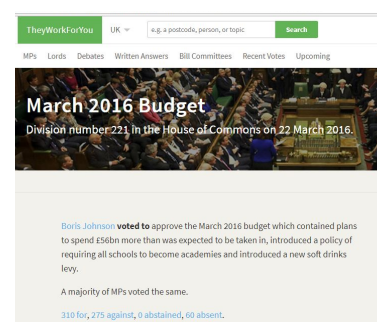 TheyWorkForYou UK e.g. a postcode, person, or topic Search
MPs Lords Debates Written Answers Bill Committees Recent Votes Upcoming
March 2016 Budget
Division number 221 in the House of Commons on 22 March 2016.
Boris Johnson voted to approve the March 2016 budget which contained plans
to spend £56bn more than was expected to be taken in, introduced a policy of
requiring all schools to become academies and introduced a new soft drinks
levy.
A majority of MPs voted the same.
310 for, 275 against, 0 abstained, 60 absent.